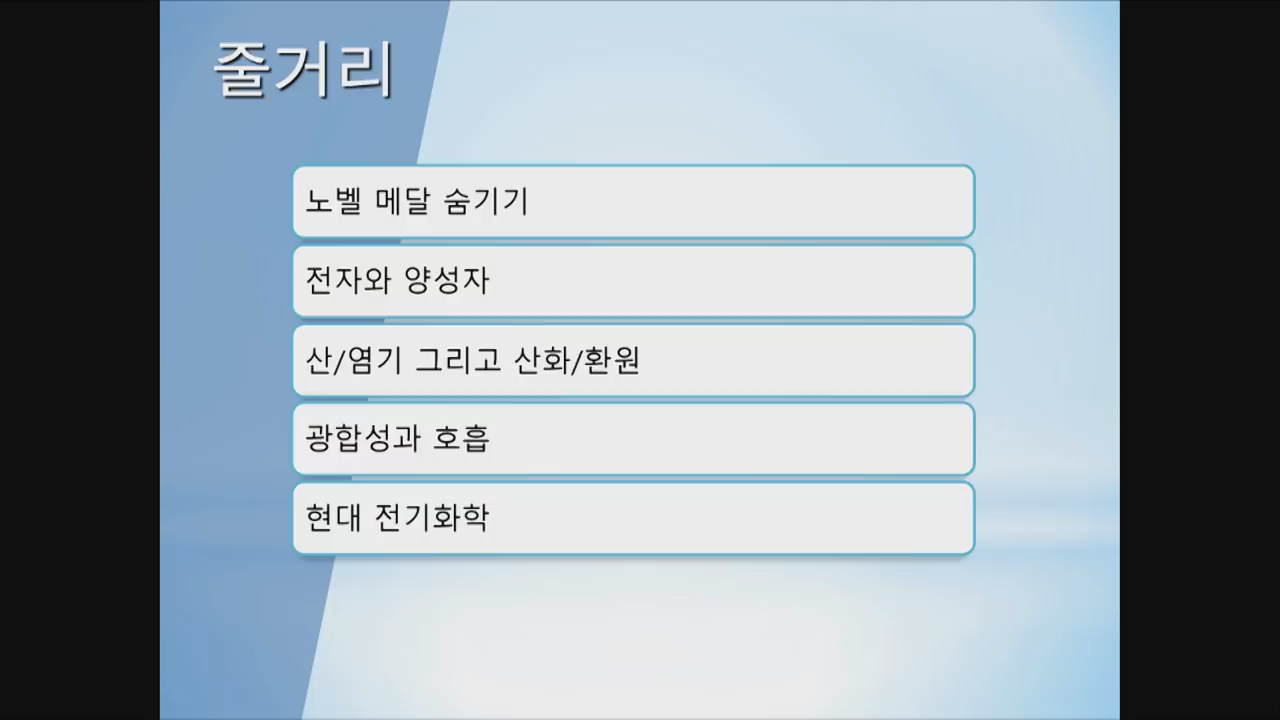 줄거리
노벨 메달 숨기기
전자와 양성자
산/염기 그리고 산화/환원
광합성과 호흡
현대 전기화학